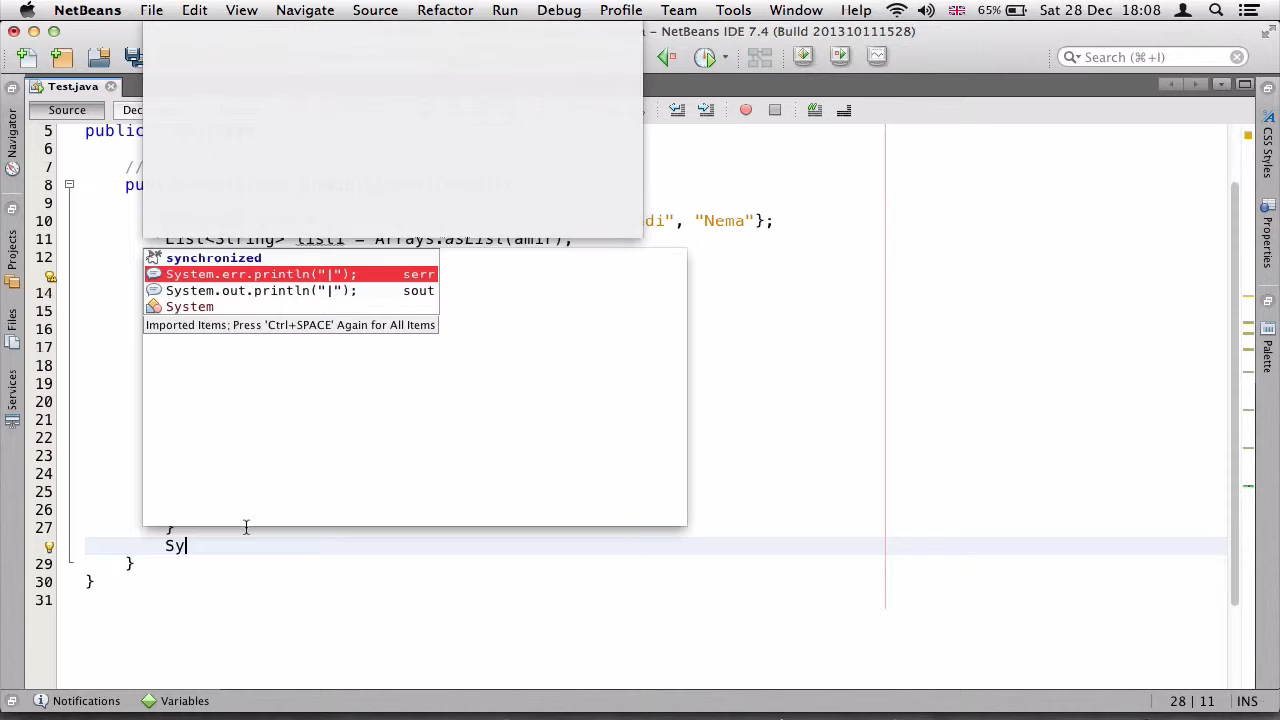 NetBeans File Edit View Navigate Source Refactor Run Debug Profile Team Tools Window Help 65% Sat 28 Dec 18:08
- NetBeans IDE 7.4 (Build 201310111528)
Search (⌘+I)
Test.java
Source
Navigator
Projects
Files
Services
CSS Styles
Properties
Palette
5 public
6
7 //
8
9
10 "Nema"};
11 List<String> list1 = Arrays.asList(amir);
12
synchronized
System.err.println("|"); serr
14 System.out.println("|"); sout
15 System
16 Imported Items; Press 'Ctrl+SPACE' Again for All Items
17
18
19
20
21
22
23
24
25
26
27 }
Sy
29 }
30 }
31
Notifications Variables 28 | 11 INS